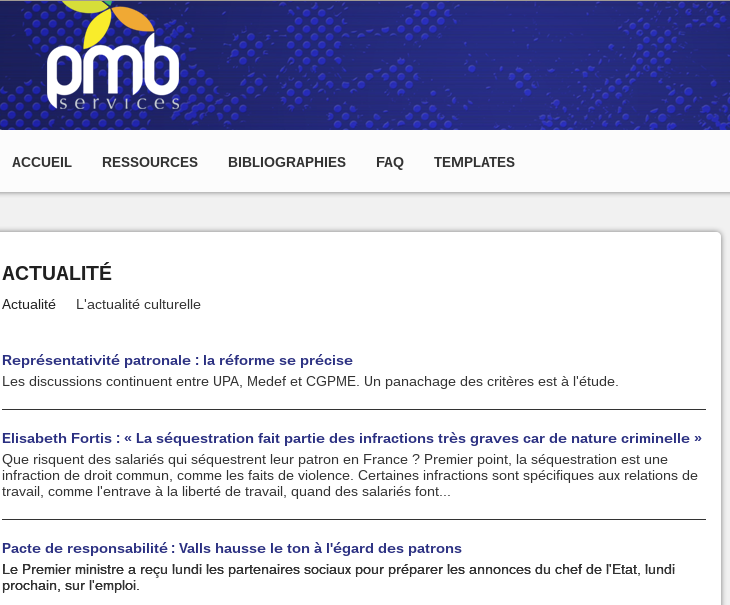 pmb
services
ACCUEIL RESSOURCES BIBLIOGRAPHIES FAQ TEMPLATES
ACTUALITÉ
Actualité L'actualité culturelle
Représentativité patronale : la réforme se précise
Les discussions continuent entre UPA, Medef et CGPME. Un panachage des critères est à l'étude.
Elisabeth Fortis : « La séquestration fait partie des infractions très graves car de nature criminelle »
Que risquent des salariés qui séquestrent leur patron en France ? Premier point, la séquestration est une
infraction de droit commun, comme les faits de violence. Certaines infractions sont spécifiques aux relations de
travail, comme l'entrave à la liberté de travail, quand des salariés font...
Pacte de responsabilité : Valls hausse le ton à l'égard des patrons
Le Premier ministre a reçu lundi les partenaires sociaux pour préparer les annonces du chef de l'Etat, lundi
prochain, sur l'emploi.